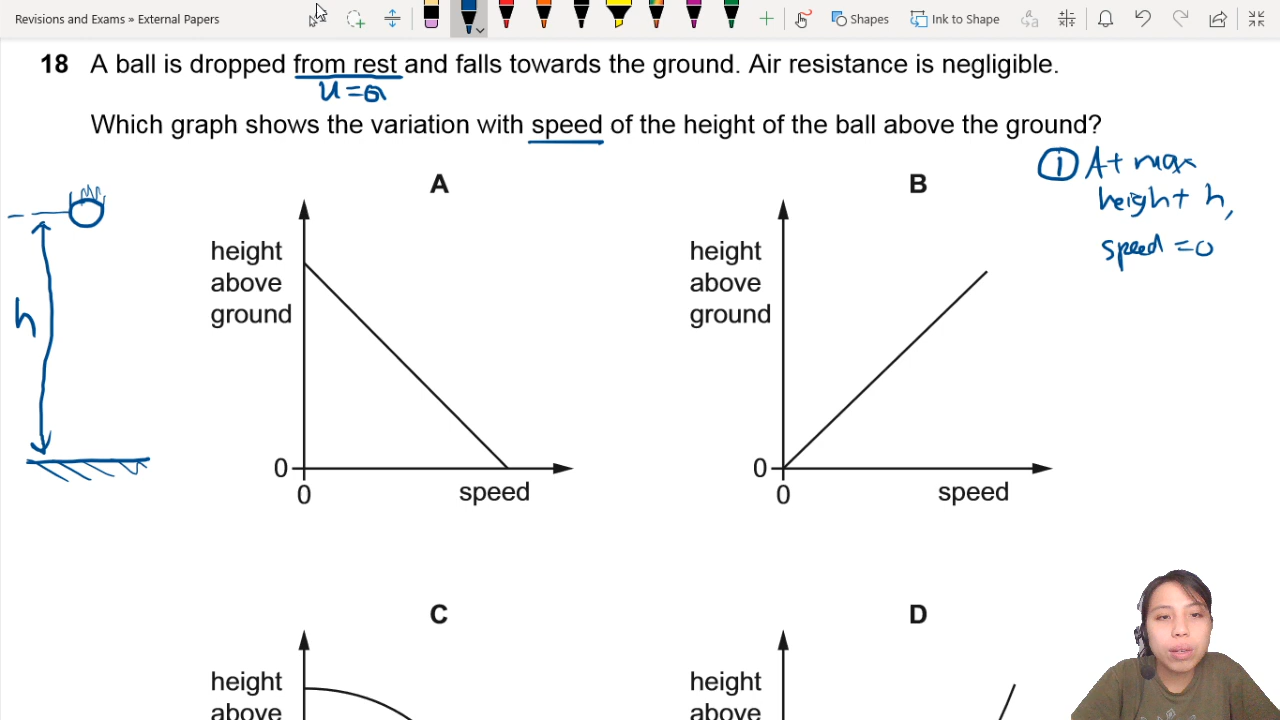 Revisions and Exams » External Papers
Shapes
Ink to Shape
18 A ball is dropped from rest and falls towards the ground. Air resistance is negligible.
u=0
Which graph shows the variation with speed of the height of the ball above the ground?
① At max
height h,
speed =0
h
A
height
above
ground
0
0
speed
B
height
above
ground
0
0
speed
C
height
above
D
height
above